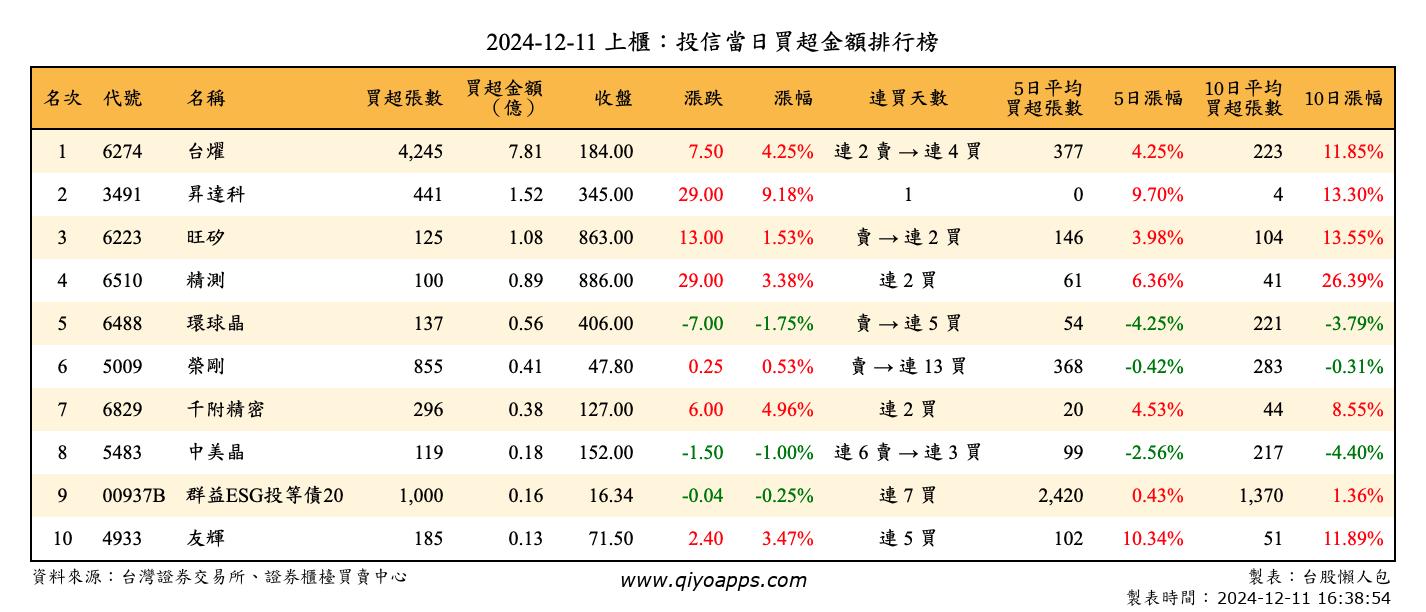 2024-12-11 上櫃：投信當日買超金額排行榜
名次 代號 名稱 買超張數 買超金額（億） 收盤 漲跌 漲幅 連買天數 5日平均買超張數 5日漲幅 10日平均買超張數 10日漲幅
1 6274 台燿 4,245 7.81 184.00 7.50 4.25% 連 2 賣 → 連 4 買 377 4.25% 223 11.85%
2 3491 昇達科 441 1.52 345.00 29.00 9.18% 1 0 9.70% 4 13.30%
3 6223 旺矽 125 1.08 863.00 13.00 1.53% 賣 → 連 2 買 146 3.98% 104 13.55%
4 6510 精測 100 0.89 886.00 29.00 3.38% 連 2 買 61 6.36% 41 26.39%
5 6488 環球晶 137 0.56 406.00 -7.00 -1.75% 賣 → 連 5 買 54 -4.25% 221 -3.79%
6 5009 榮剛 855 0.41 47.80 0.25 0.53% 賣 → 連 13 買 368 -0.42% 283 -0.31%
7 6829 千附精密 296 0.38 127.00 6.00 4.96% 連 2 買 20 4.53% 44 8.55%
8 5483 中美晶 119 0.18 152.00 -1.50 -1.00% 連 6 賣 → 連 3 買 99 -2.56% 217 -4.40%
9 00937B 群益ESG投等債20 1,000 0.16 16.34 -0.04 -0.25% 連 7 買 2,420 0.43% 1,370 1.36%
10 4933 友輝 185 0.13 71.50 2.40 3.47% 連 5 買 102 10.34% 51 11.89%
資料來源：台灣證券交易所、證券櫃檯買賣中心 www.qiyoapps.com 製表：台股懶人包
製表時間：2024-12-11 16:38:54